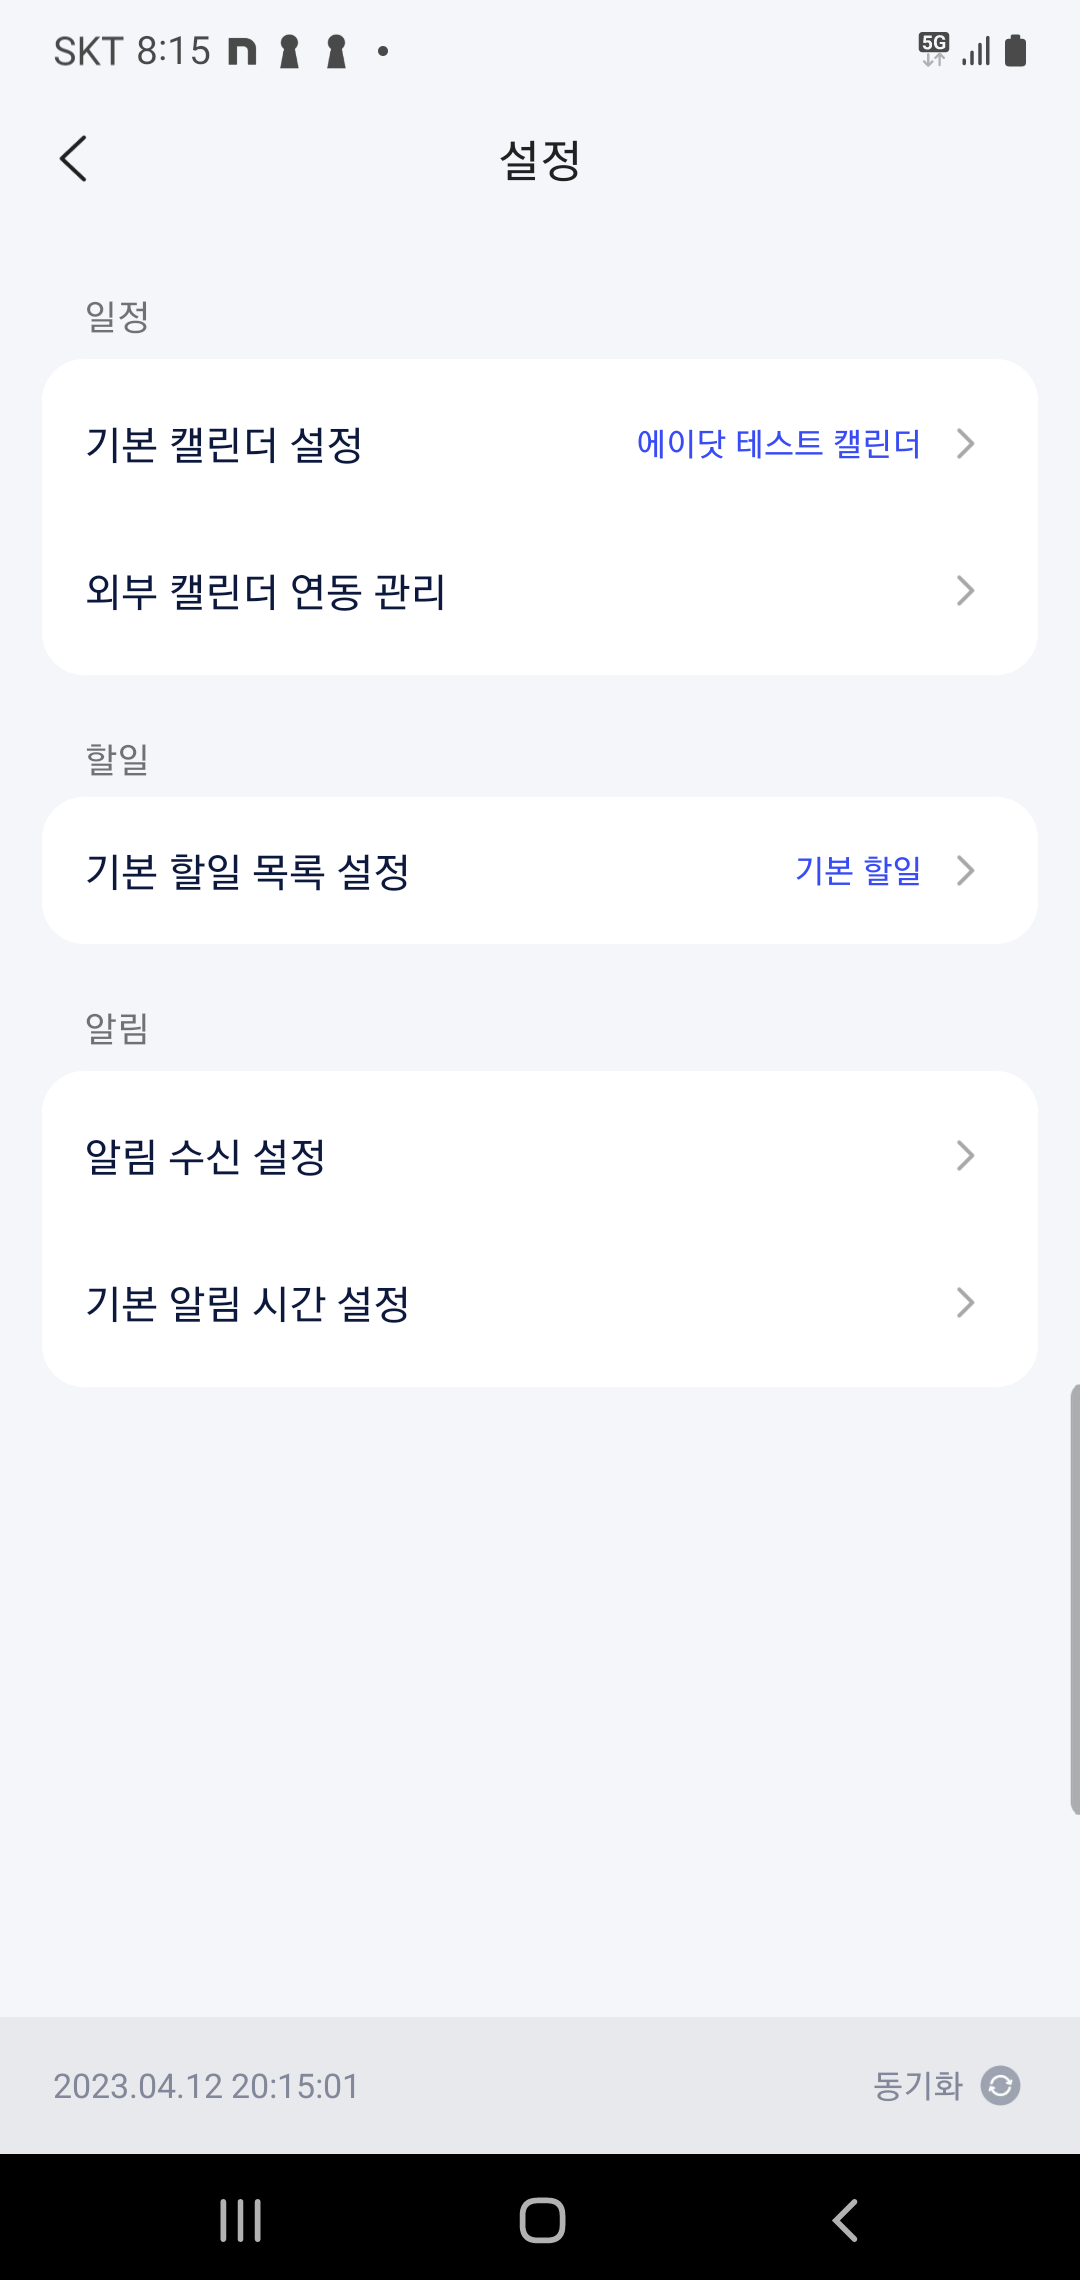 SKT 8:15
5G
설정
일정
기본 캘린더 설정 에이닷 테스트 캘린더
외부 캘린더 연동 관리
할일
기본 할일 목록 설정 기본 할일
알림
알림 수신 설정
기본 알림 시간 설정
2023.04.12 20:15:01 동기화